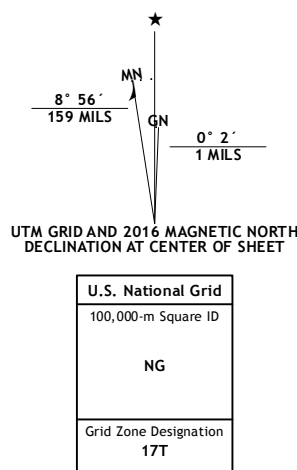 ★
MN
8° 56´
159 MILS
GN
0° 2´
1 MILS
UTM GRID AND 2016 MAGNETIC NORTH
DECLINATION AT CENTER OF SHEET
U.S. National Grid
100,000-m Square ID
NG
Grid Zone Designation
17T